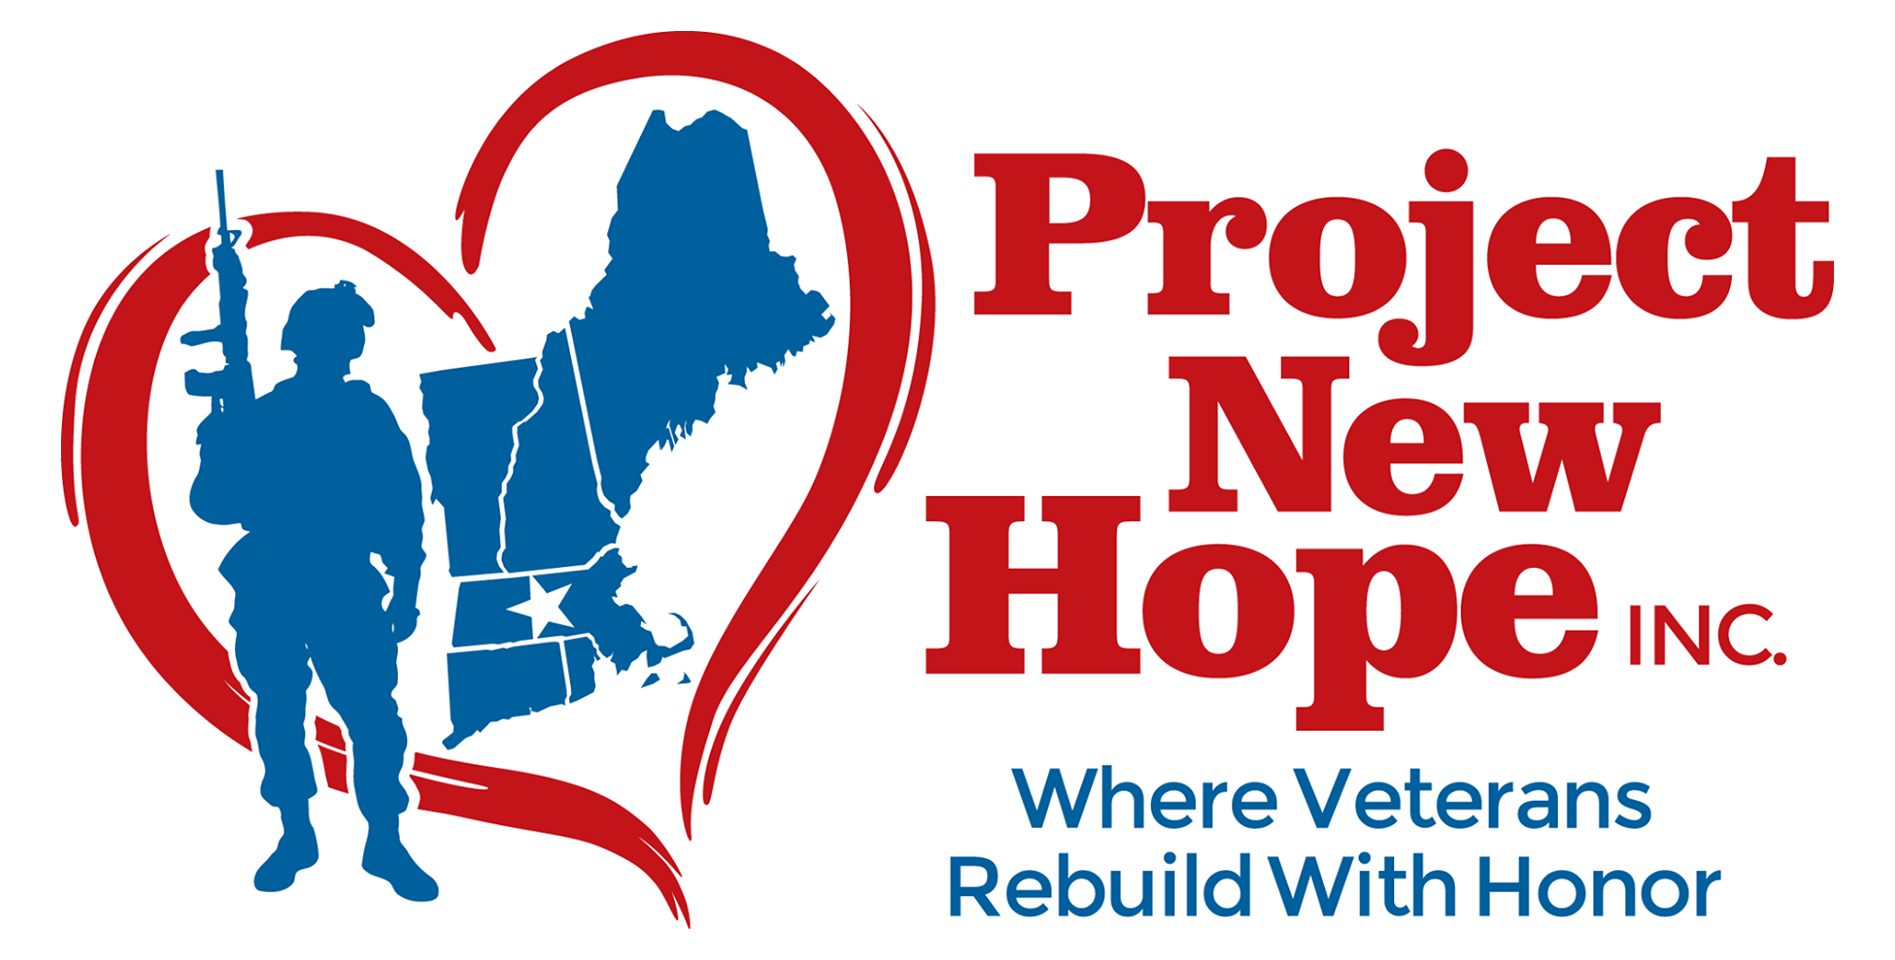 Project
New
Hope INC.
Where Veterans
Rebuild With Honor